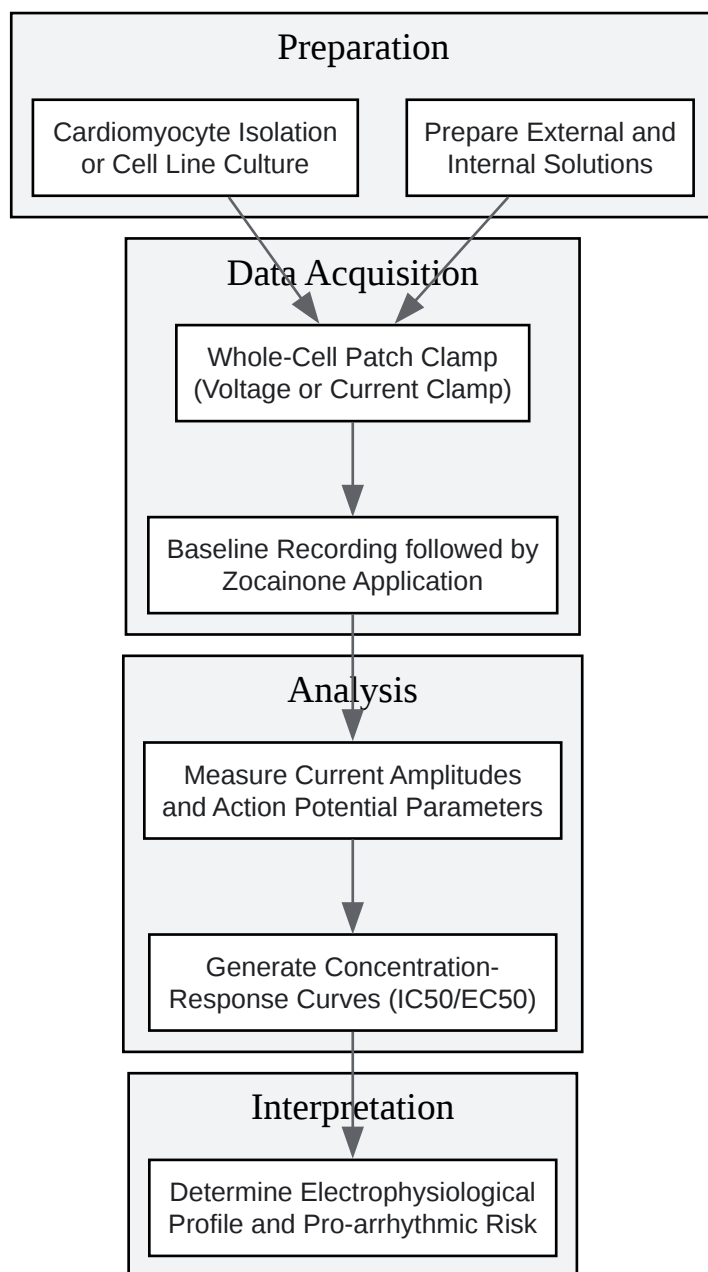 Preparation
Cardiomyocyte Isolation
or Cell Line Culture
Prepare External and
Internal Solutions
Data Acquisition
Whole-Cell Patch Clamp
(Voltage or Current Clamp)
Baseline Recording followed by
Zocainone Application
Analysis
Measure Current Amplitudes
and Action Potential Parameters
Generate Concentration-
Response Curves (IC50/EC50)
Interpretation
Determine Electrophysiological
Profile and Pro-arrhythmic Risk